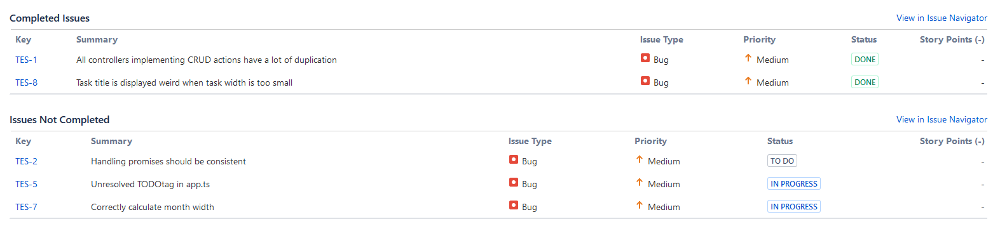 Completed Issues View in Issue Navigator
Key Summary Issue Type Priority Status Story Points (-)
TES-1 All controllers implementing CRUD actions have a lot of duplication Bug Medium DONE -
TES-8 Task title is displayed weird when task width is too small Bug Medium DONE -
Issues Not Completed View in Issue Navigator
Key Summary Issue Type Priority Status Story Points (-)
TES-2 Handling promises should be consistent Bug Medium TO DO -
TES-5 Unresolved TODOtag in app.ts Bug Medium IN PROGRESS -
TES-7 Correctly calculate month width Bug Medium IN PROGRESS -